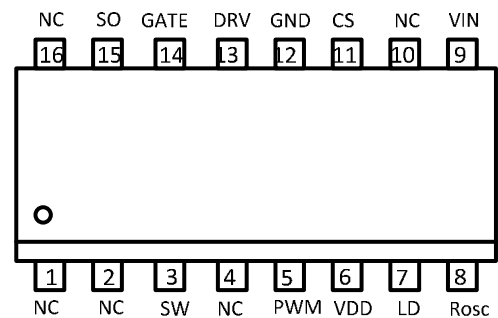 NC SO GATE DRV GND CS NC VIN
16 15 14 13 12 11 10 9
1 2 3 4 5 6 7 8
NC NC SW NC PWM VDD LD Rosc